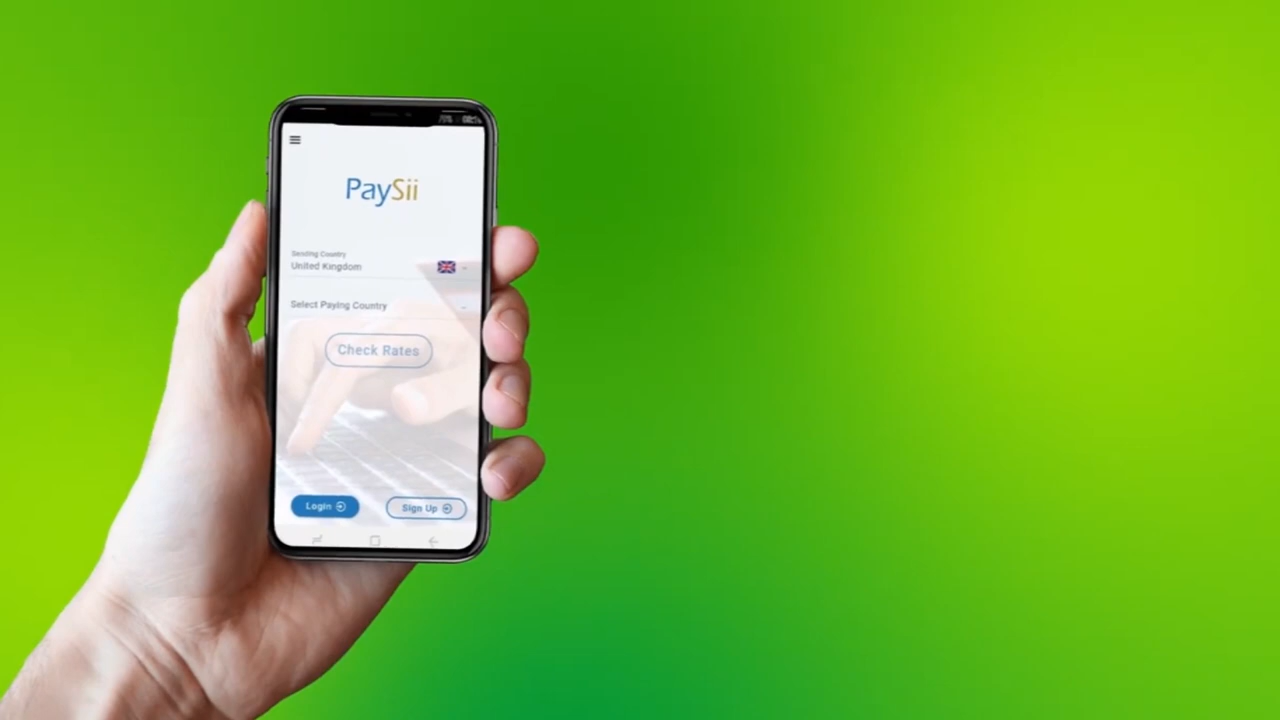 PaySii
Sending Country
United Kingdom
Select Paying Country
Check Rates
Login
Sign Up